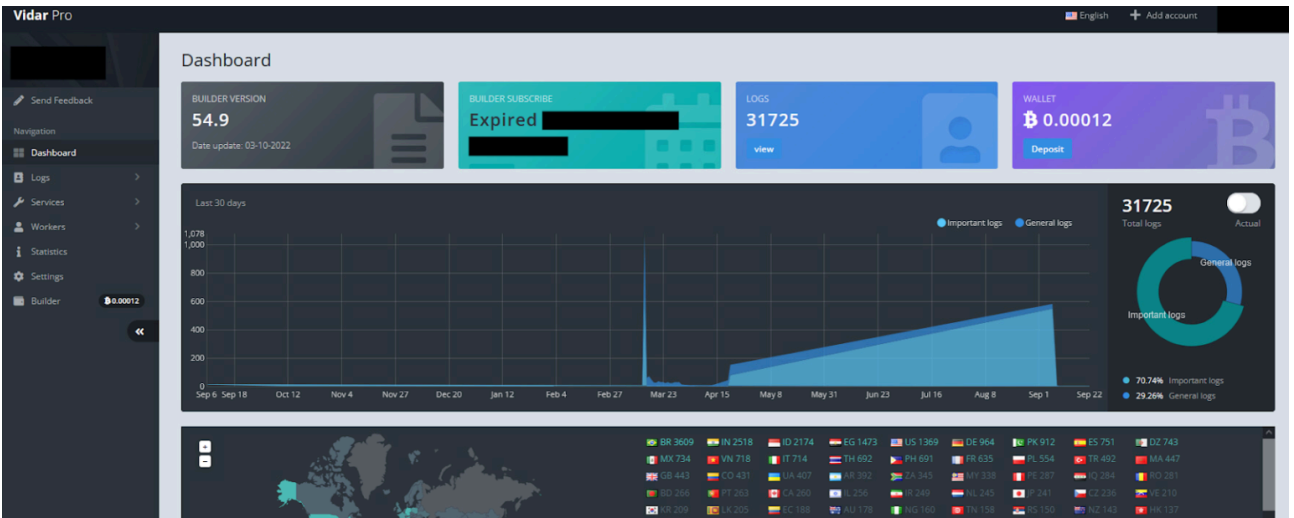 Vidar Pro
English
Add account
Send Feedback
Navigation
Dashboard
Logs
Services
Workers
Statistics
Settings
Builder ₿0.00012
«
Dashboard
BUILDER VERSION
54.9
Date update: 03-10-2022
BUILDER SUBSCRIBE
Expired
LOGS
31725
view
WALLET
₿ 0.00012
Deposit
Last 30 days
Important logs General logs
1,078
1,000
800
600
400
200
0
Sep 6 Sep 18 Oct 12 Nov 4 Nov 27 Dec 20 Jan 12 Feb 4 Feb 27 Mar 23 Apr 15 May 8 May 31 Jun 23 Jul 16 Aug 8 Sep 1 Sep 22
31725
Total logs
Actual
General logs
Important logs
70.74% Important logs
29.26% General logs
+
−
BR 3609 IN 2518 ID 2174 EG 1473 US 1369 DE 964 PK 912 ES 751 DZ 743
MX 734 VN 718 IT 714 TH 692 PH 691 FR 635 PL 554 TR 492 MA 447
GB 443 CO 431 UA 407 AR 392 ZA 345 MY 338 PE 287 IQ 284 RO 281
BD 266 PT 263 CA 260 IL 256 IR 249 NL 245 JP 241 CZ 236 VE 210
KR 209 LK 205 EC 188 AU 178 NG 160 TN 158 RS 150 NZ 143 HK 137